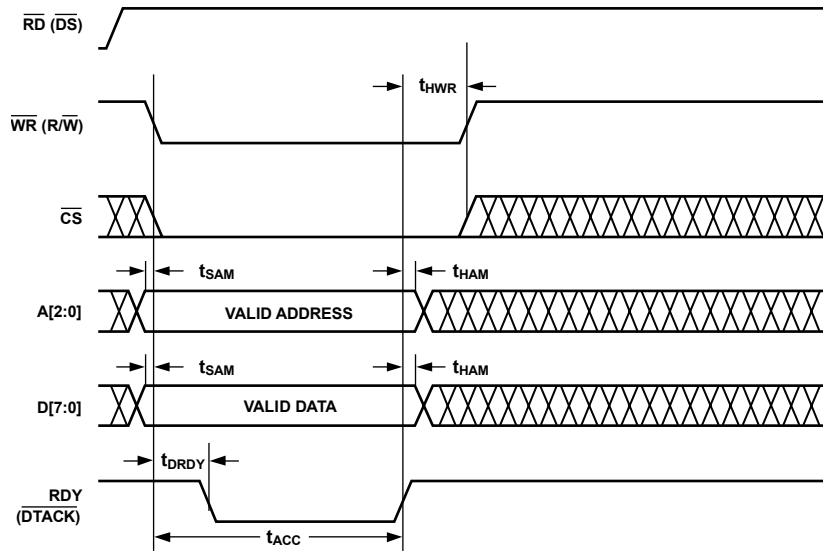 RD (DS)
tHWR
WR (R/W)
CS
tSAM
tHAM
A[2:0]
VALID ADDRESS
tSAM
tHAM
D[7:0]
VALID DATA
tDRDY
RDY
(DTACK)
tACC